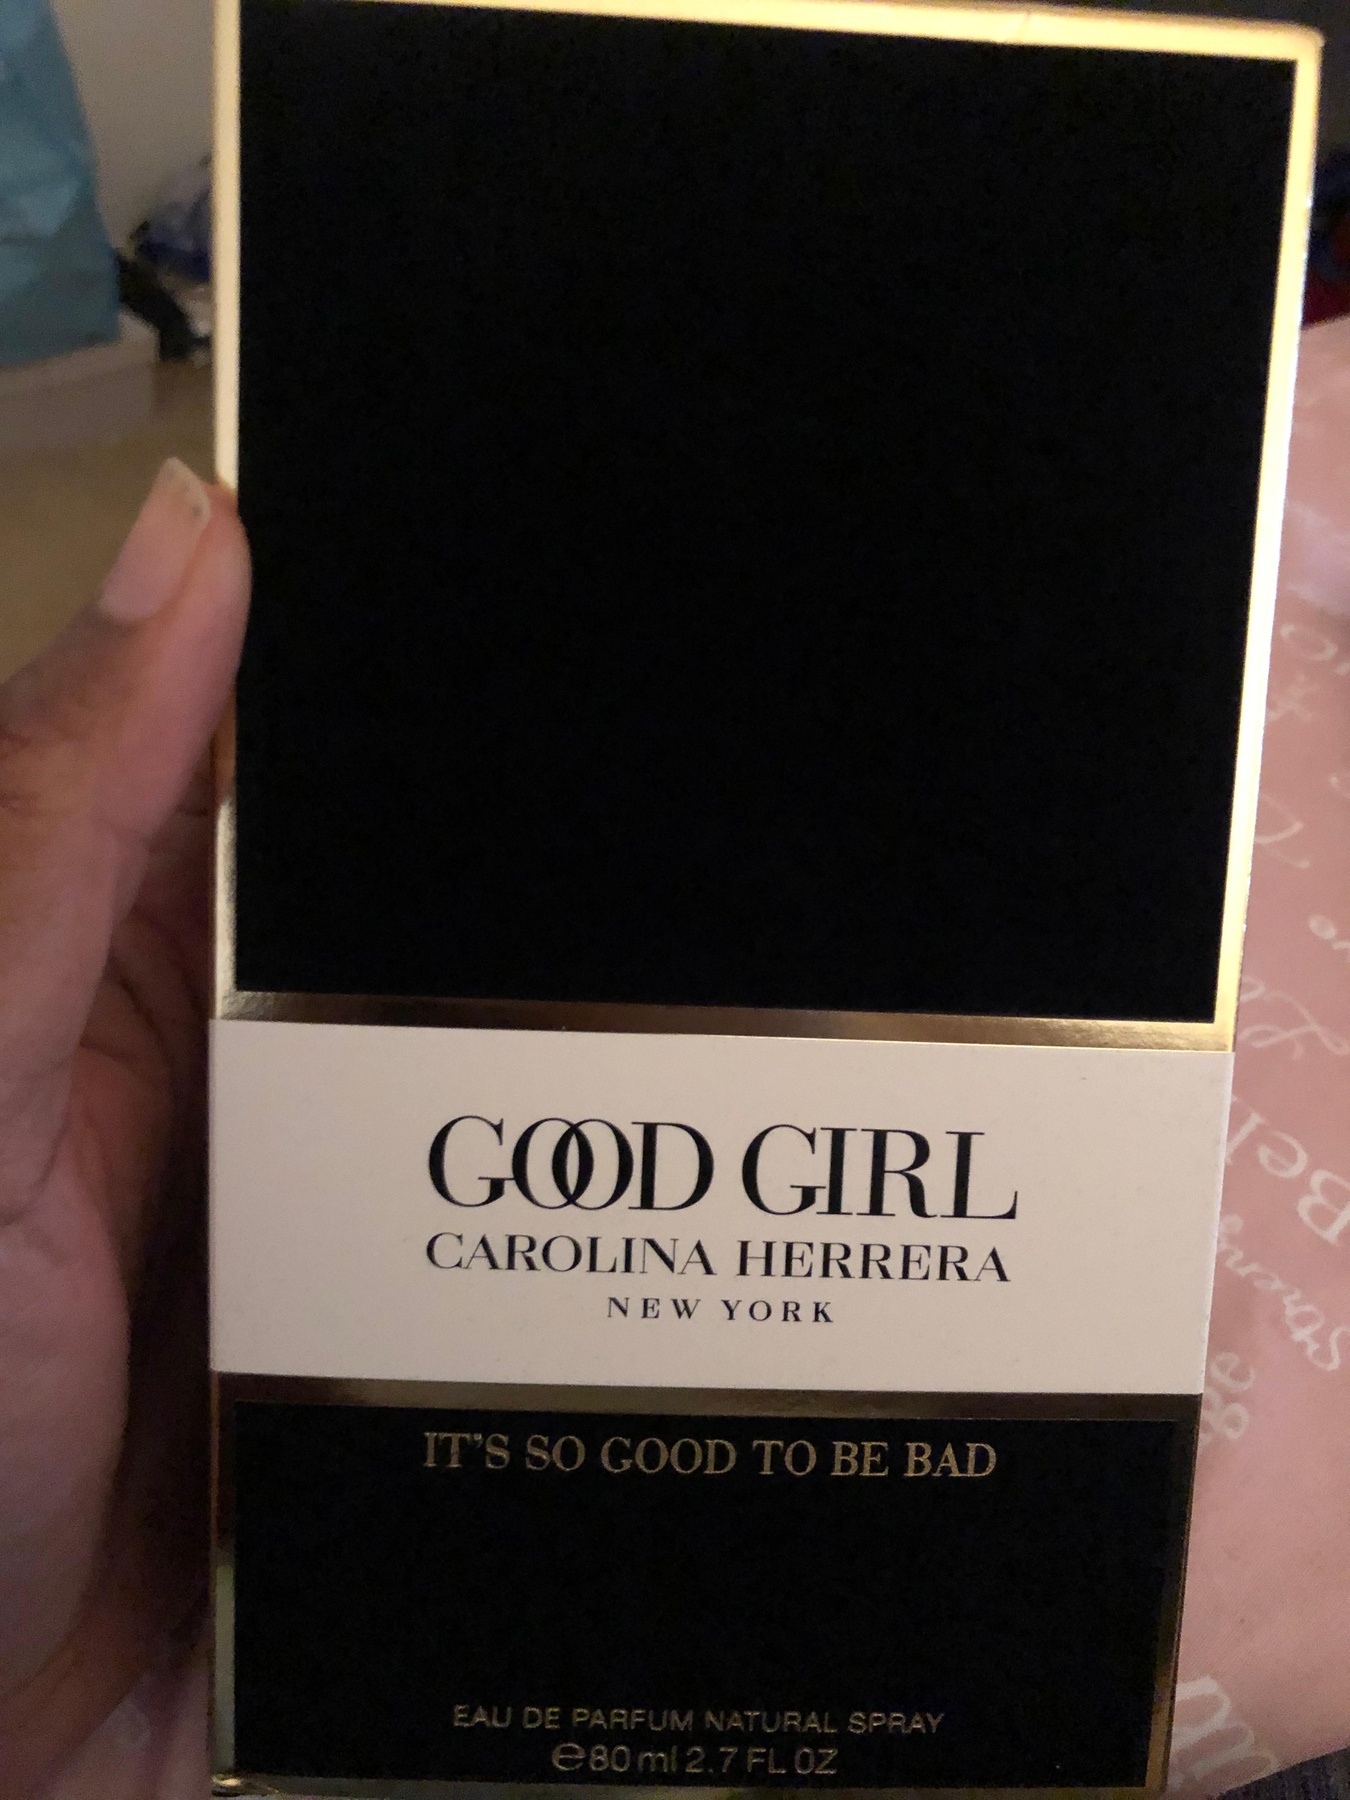 GOOD GIRL
CAROLINA HERRERA
NEW YORK
IT'S SO GOOD TO BE BAD
EAU DE PARFUM NATURAL SPRAY
℮80 ml 2.7 FL OZ